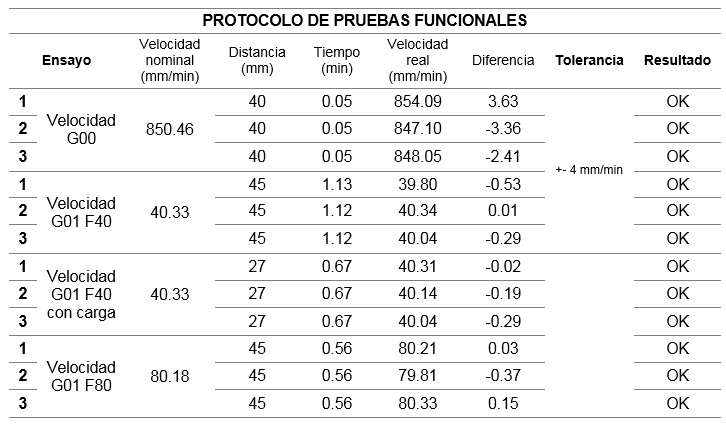 PROTOCOLO DE PRUEBAS FUNCIONALES
Ensayo Velocidad nominal (mm/min) Distancia (mm) Tiempo (min) Velocidad real (mm/min) Diferencia Tolerancia Resultado
1 Velocidad G00 850.46 40 0.05 854.09 3.63 +- 4 mm/min OK
2 40 0.05 847.10 -3.36 OK
3 40 0.05 848.05 -2.41 OK
1 Velocidad G01 F40 40.33 45 1.13 39.80 -0.53 OK
2 45 1.12 40.34 0.01 OK
3 45 1.12 40.04 -0.29 OK
1 Velocidad G01 F40 con carga 40.33 27 0.67 40.31 -0.02 OK
2 27 0.67 40.14 -0.19 OK
3 27 0.67 40.04 -0.29 OK
1 Velocidad G01 F80 80.18 45 0.56 80.21 0.03 OK
2 45 0.56 79.81 -0.37 OK
3 45 0.56 80.33 0.15 OK